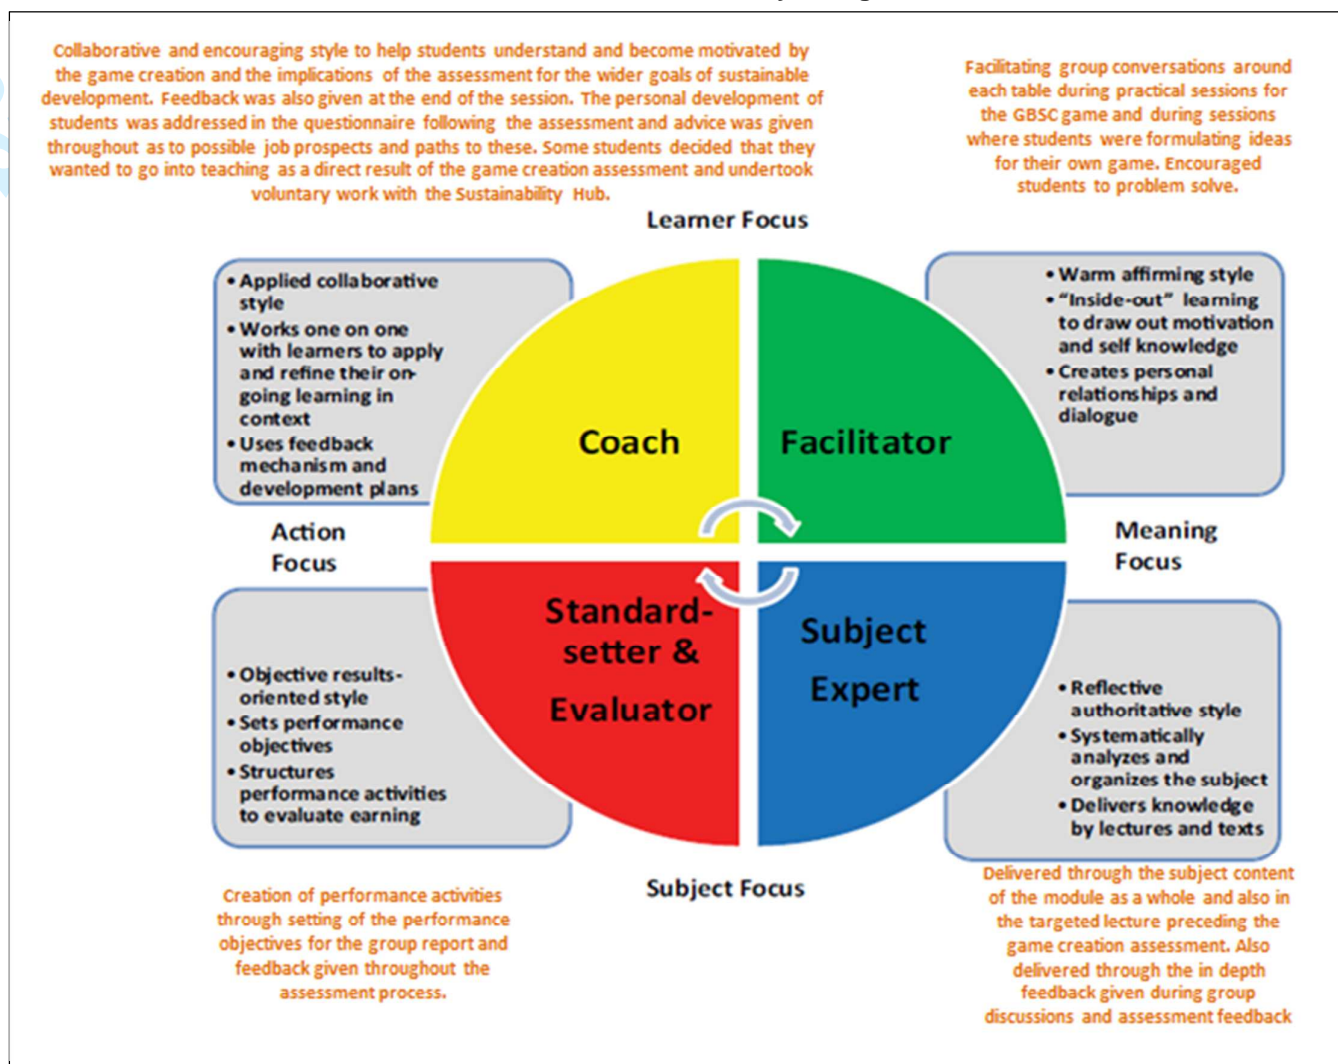 Collaborative and encouraging style to help students understand and become motivated by
the game creation and the implications of the assessment for the wider goals of sustainable
development. Feedback was also given at the end of the session. The personal development of
students was addressed in the questionnaire following the assessment and advice was given
throughout as to possible job prospects and paths to these. Some students decided that they
wanted to go into teaching as a direct result of the game creation assessment and undertook
voluntary work with the Sustainability Hub.
Facilitating group conversations around
each table during practical sessions for
the GBSC game and during sessions
where students were formulating ideas
for their own game. Encouraged
students to problem solve.
Learner Focus
• Applied collaborative
style
• Works one on one
with learners to apply
and refine their on-
going learning in
context
• Uses feedback
mechanism and
development plans
Coach
Facilitator
• Warm affirming style
• "Inside-out" learning
to draw out motivation
and self knowledge
• Creates personal
relationships and
dialogue
Action
Focus
Meaning
Focus
• Objective results-
oriented style
• Sets performance
objectives
• Structures
performance activities
to evaluate earning
Standard-
setter &
Evaluator
Subject
Expert
• Reflective
authoritative style
• Systematically
analyzes and
organizes the subject
• Delivers knowledge
by lectures and texts
Subject Focus
Creation of performance activities
through setting of the performance
objectives for the group report and
feedback given throughout the
assessment process.
Delivered through the subject content
of the module as a whole and also in
the targeted lecture preceding the
game creation assessment. Also
delivered through the in depth
feedback given during group
discussions and assessment feedback